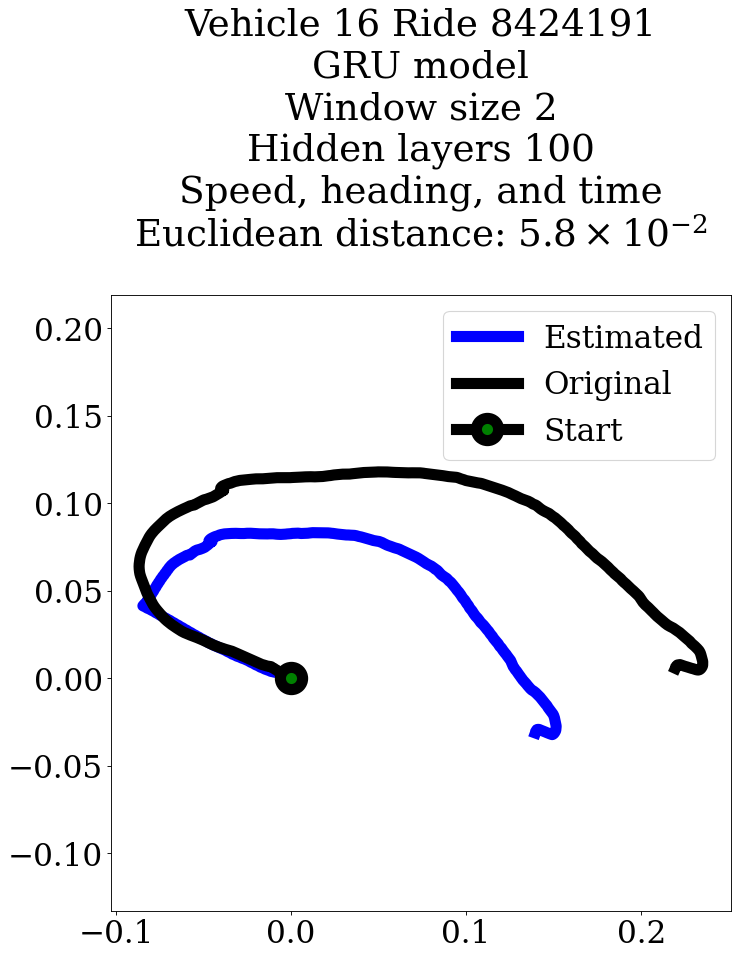 Vehicle 16 Ride 8424191
GRU model
Window size 2
Hidden layers 100
Speed, heading, and time
Euclidean distance: 5.8 × 10⁻²
Estimated
Original
Start
0.20
0.15
0.10
0.05
0.00
−0.05
−0.10
−0.1 0.0 0.1 0.2